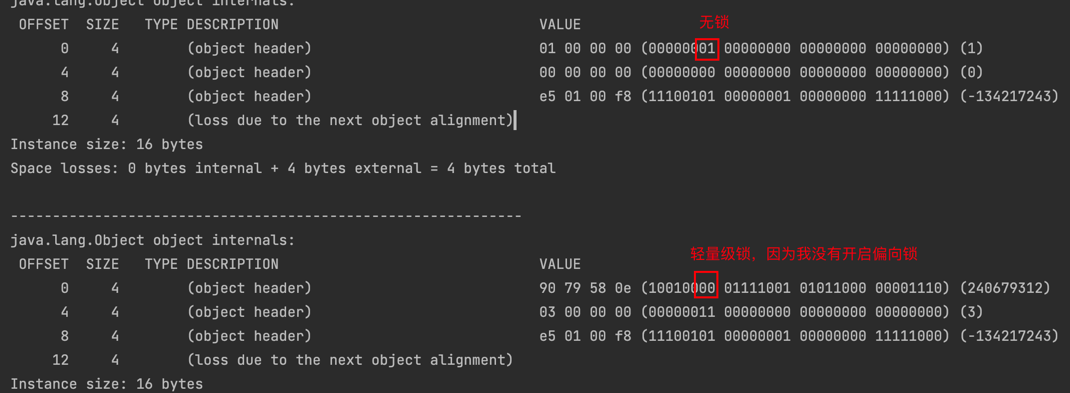 java.lang.Object object internals:
OFFSET SIZE TYPE DESCRIPTION VALUE
无锁
0 4 (object header) 01 00 00 00 (00000001 00000000 00000000 00000000) (1)
4 4 (object header) 00 00 00 00 (00000000 00000000 00000000 00000000) (0)
8 4 (object header) e5 01 00 f8 (11100101 00000001 00000000 11111000) (-134217243)
12 4 (loss due to the next object alignment)
Instance size: 16 bytes
Space losses: 0 bytes internal + 4 bytes external = 4 bytes total
-------------------------------------------------------------
java.lang.Object object internals:
轻量级锁，因为我没有开启偏向锁
OFFSET SIZE TYPE DESCRIPTION VALUE
0 4 (object header) 90 79 58 0e (10010000 01111001 01011000 00001110) (240679312)
4 4 (object header) 03 00 00 00 (00000011 00000000 00000000 00000000) (3)
8 4 (object header) e5 01 00 f8 (11100101 00000001 00000000 11111000) (-134217243)
12 4 (loss due to the next object alignment)
Instance size: 16 bytes